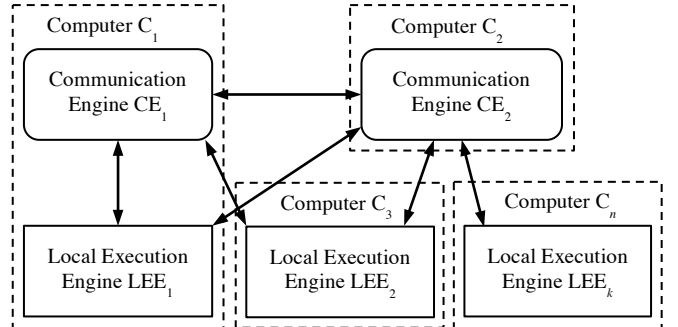 Computer C1
Computer C2
Communication
Engine CE1
Communication
Engine CE2
Computer C3
Computer Cn
Local Execution
Engine LEE1
Local Execution
Engine LEE2
Local Execution
Engine LEEk